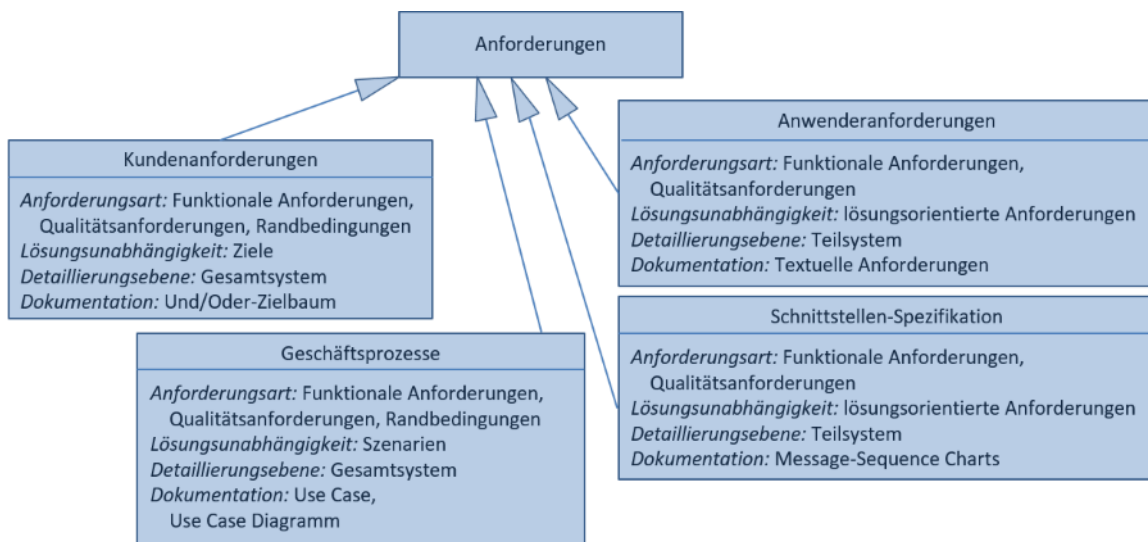 Anforderungen
Kundenanforderungen
Anforderungsart: Funktionale Anforderungen,
Qualitätsanforderungen, Randbedingungen
Lösungsunabhängigkeit: Ziele
Detaillierungsebene: Gesamtsystem
Dokumentation: Und/Oder-Zielbaum
Geschäftsprozesse
Anforderungsart: Funktionale Anforderungen,
Qualitätsanforderungen, Randbedingungen
Lösungsunabhängigkeit: Szenarien
Detaillierungsebene: Gesamtsystem
Dokumentation: Use Case,
Use Case Diagramm
Anwenderanforderungen
Anforderungsart: Funktionale Anforderungen,
Qualitätsanforderungen
Lösungsunabhängigkeit: lösungsorientierte Anforderungen
Detaillierungsebene: Teilsystem
Dokumentation: Textuelle Anforderungen
Schnittstellen-Spezifikation
Anforderungsart: Funktionale Anforderungen,
Qualitätsanforderungen
Lösungsunabhängigkeit: lösungsorientierte Anforderungen
Detaillierungsebene: Teilsystem
Dokumentation: Message-Sequence Charts